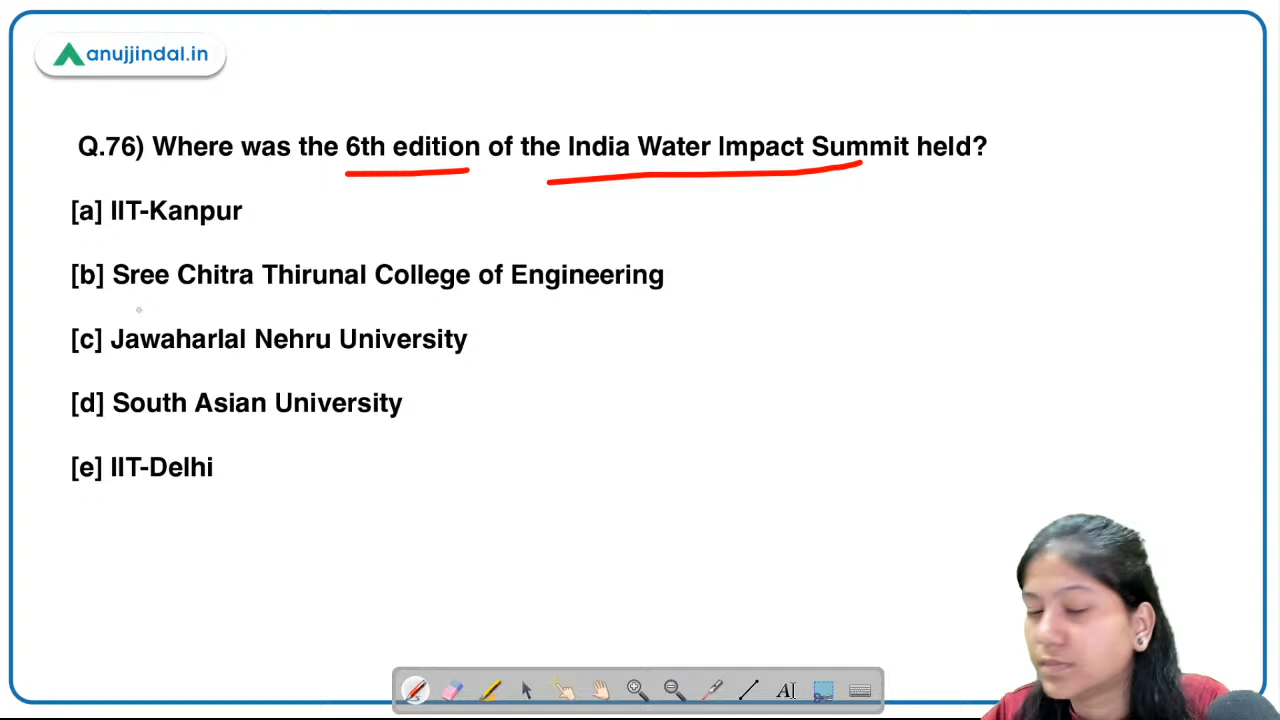 anujjindal.in
Q.76) Where was the 6th edition of the India Water Impact Summit held?
[a] IIT-Kanpur
[b] Sree Chitra Thirunal College of Engineering
[c] Jawaharlal Nehru University
[d] South Asian University
[e] IIT-Delhi
A